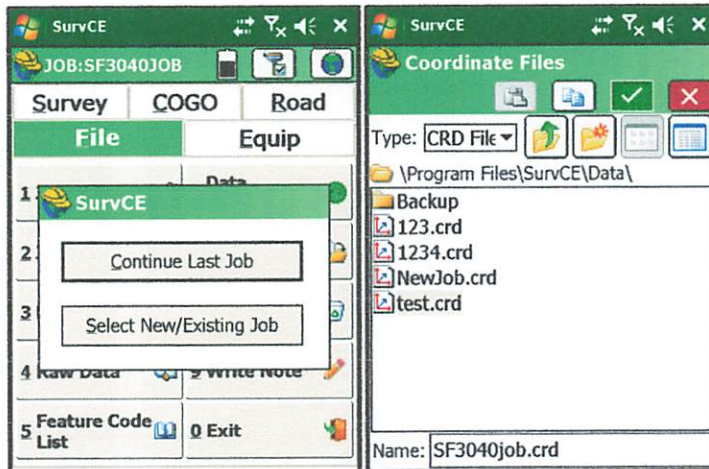 SurvCE
JOB:SF3040JOB
Survey COGO Road
File Equip
1 Data
SurvCE
2
Continue Last Job
3
Select New/Existing Job
4 Raw Data 9 Write Note
5 Feature Code List 0 Exit
SurvCE
Coordinate Files
Type: CRD File
\Program Files\SurvCE\Data\
Backup
123.crd
1234.crd
NewJob.crd
test.crd
Name: SF3040job.crd